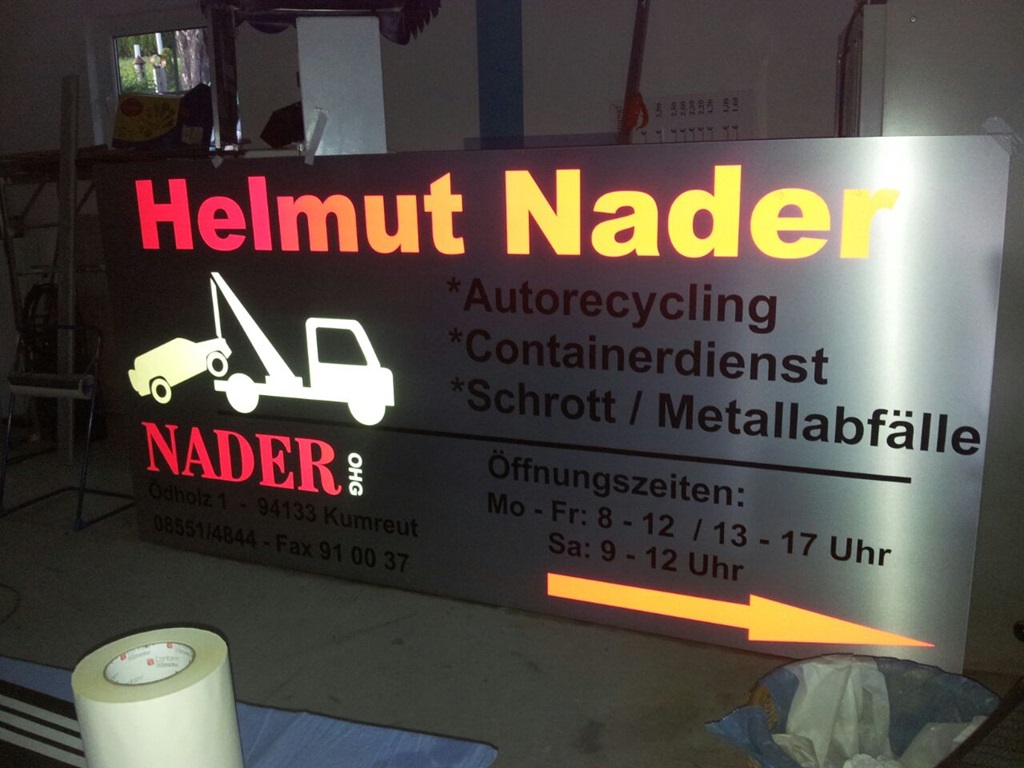 Helmut Nader
*Autorecycling
*Containerdienst
*Schrott / Metallabfälle
NADER OHG
Ödholz 1 - 94133 Kumreut
08551/4844 - Fax 91 00 37
Öffnungszeiten:
Mo - Fr: 8 - 12 / 13 - 17 Uhr
Sa: 9 - 12 Uhr